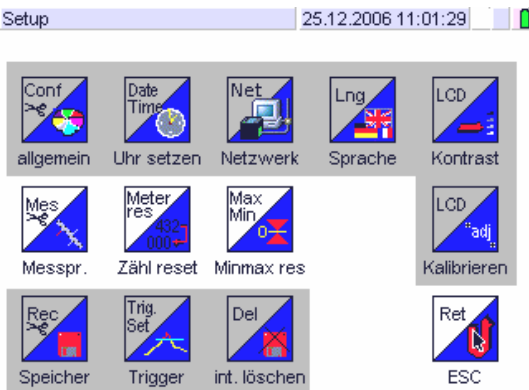 Setup 25.12.2006 11:01:29
Conf Date Time Net Lng LCD
allgemein Uhr setzen Netzwerk Sprache Kontrast
Mes Meter res 432 000 Max Min 0 LCD adj
Messpr. Zähl reset Minmax res Kalibrieren
Rec Trig. Set Del Ret
Speicher Trigger int. löschen ESC